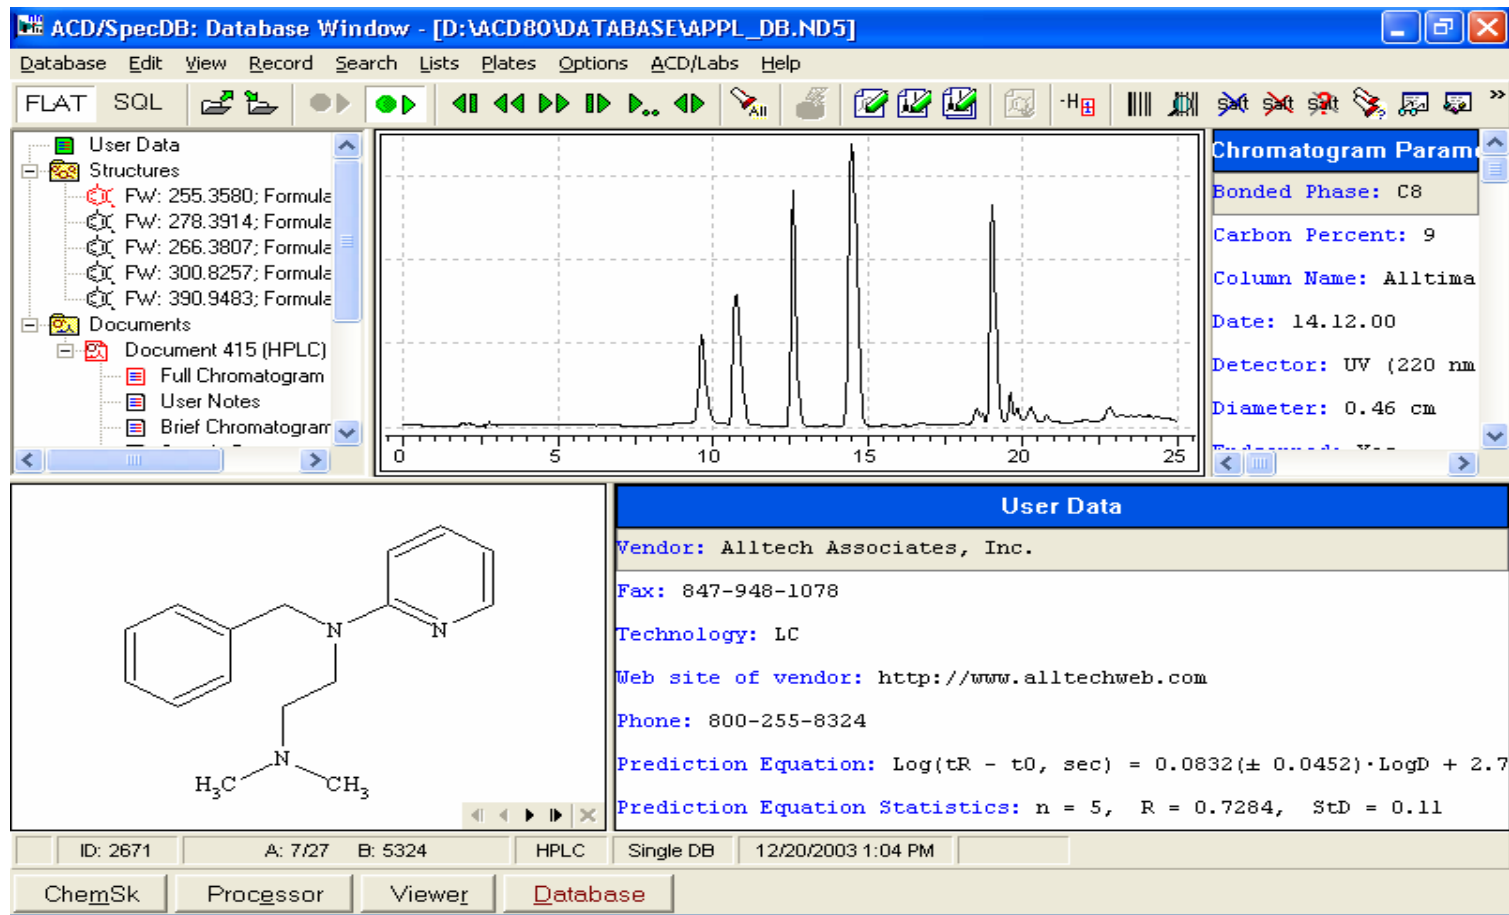 ACD/SpecDB: Database Window - [D:\ACD80\DATABASE\APPL_DB.ND5]
Database Edit View Record Search Lists Plates Options ACD/Labs Help
FLAT SQL All -H salt salt s?lt »
User Data
Structures
FW: 255.3580; Formula
FW: 278.3914; Formula
FW: 266.3807; Formula
FW: 300.8257; Formula
FW: 390.9483; Formula
Documents
Document 415 (HPLC)
Full Chromatogram
User Notes
Brief Chromatogram
0 5 10 15 20 25
Chromatogram Parame
Bonded Phase: C8
Carbon Percent: 9
Column Name: Alltima
Date: 14.12.00
Detector: UV (220 nm
Diameter: 0.46 cm
N N
N
H3C CH3
User Data
Vendor: Alltech Associates, Inc.
Fax: 847-948-1078
Technology: LC
Web site of vendor: http://www.alltechweb.com
Phone: 800-255-8324
Prediction Equation: Log(tR - t0, sec) = 0.0832(± 0.0452)·LogD + 2.7
Prediction Equation Statistics: n = 5, R = 0.7284, StD = 0.11
ID: 2671 A: 7/27 B: 5324 HPLC Single DB 12/20/2003 1:04 PM
ChemSk Processor Viewer Database